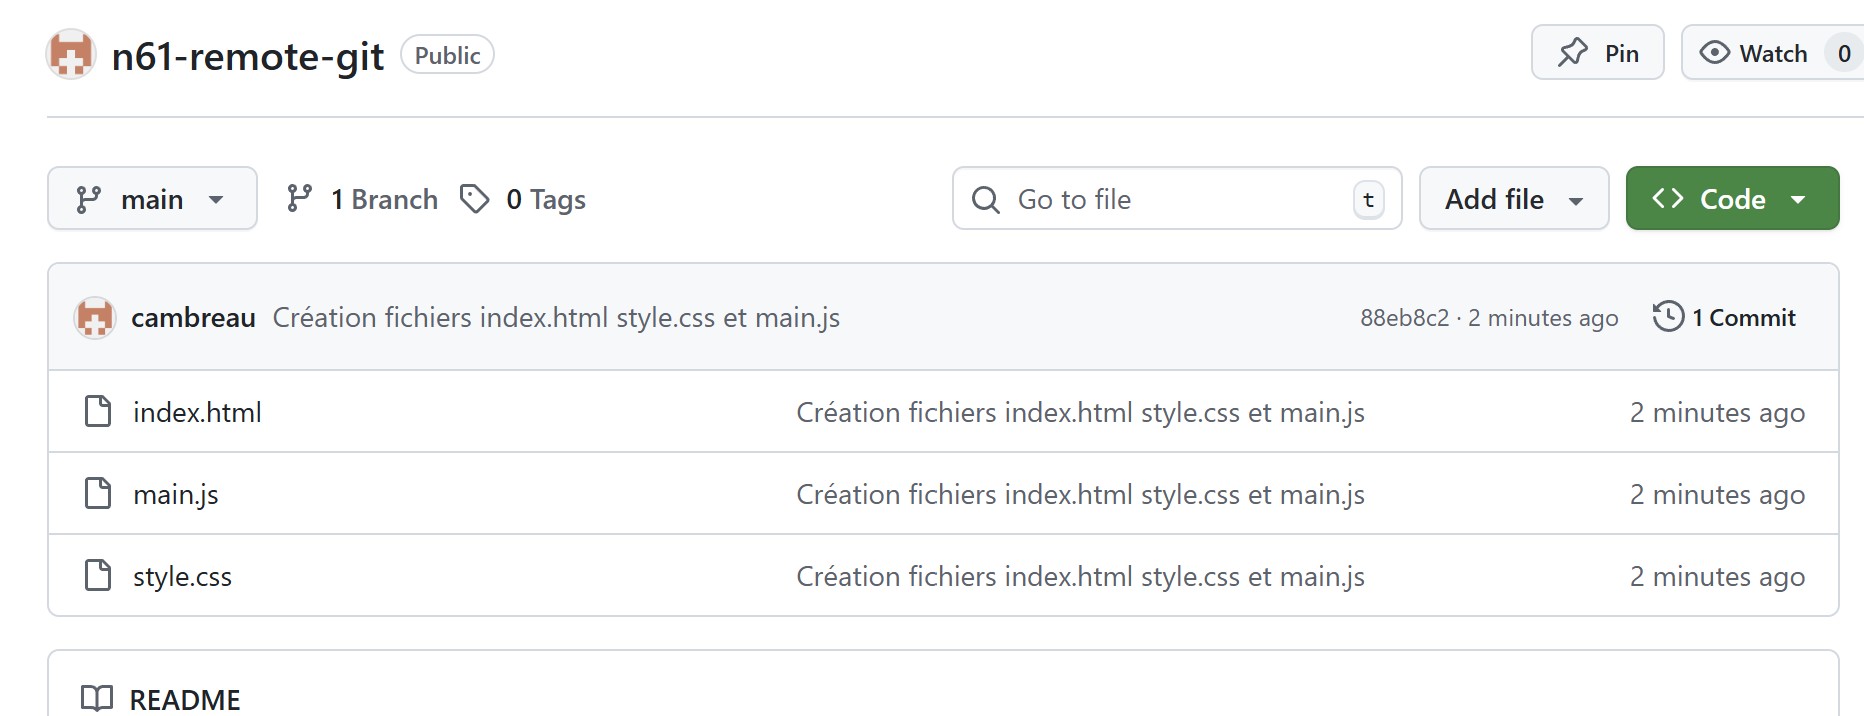 n61-remote-git Public Pin Watch 0
main 1 Branch 0 Tags Go to file t Add file Code
cambreau Création fichiers index.html style.css et main.js 88eb8c2 · 2 minutes ago 1 Commit
index.html Création fichiers index.html style.css et main.js 2 minutes ago
main.js Création fichiers index.html style.css et main.js 2 minutes ago
style.css Création fichiers index.html style.css et main.js 2 minutes ago
README